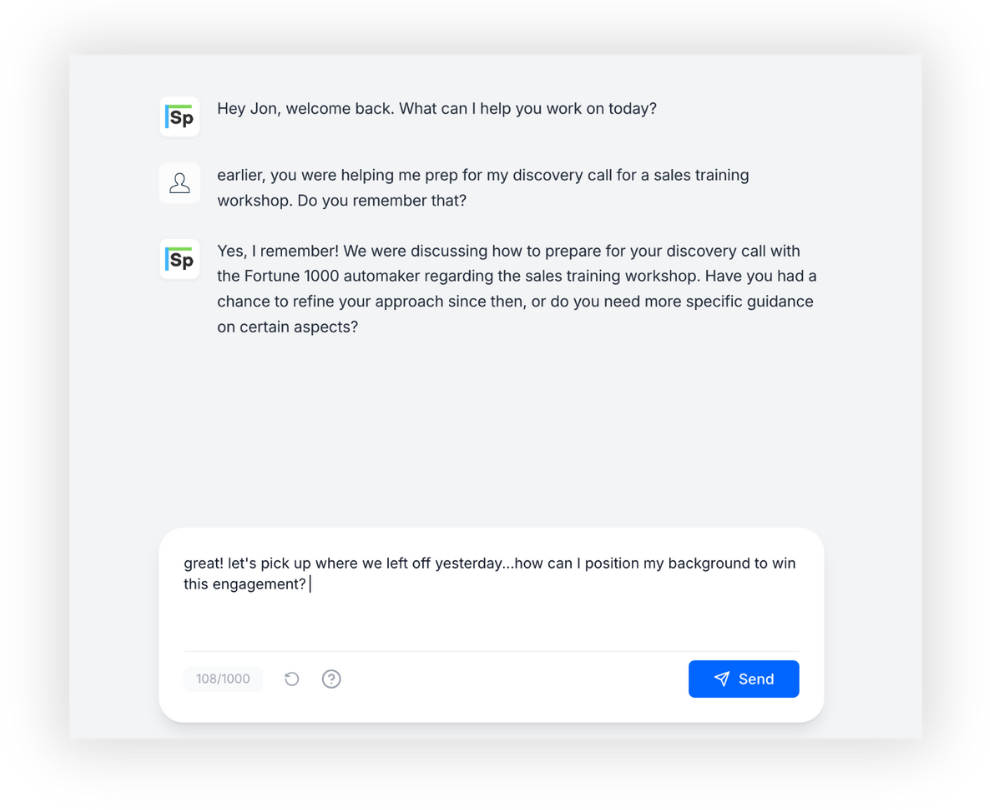 Sp
Hey Jon, welcome back. What can I help you work on today?
earlier, you were helping me prep for my discovery call for a sales training
workshop. Do you remember that?
Sp
Yes, I remember! We were discussing how to prepare for your discovery call with
the Fortune 1000 automaker regarding the sales training workshop. Have you had a
chance to refine your approach since then, or do you need more specific guidance
on certain aspects?
great! let's pick up where we left off yesterday...how can I position my background to win
this engagement?
108/1000
?
Send